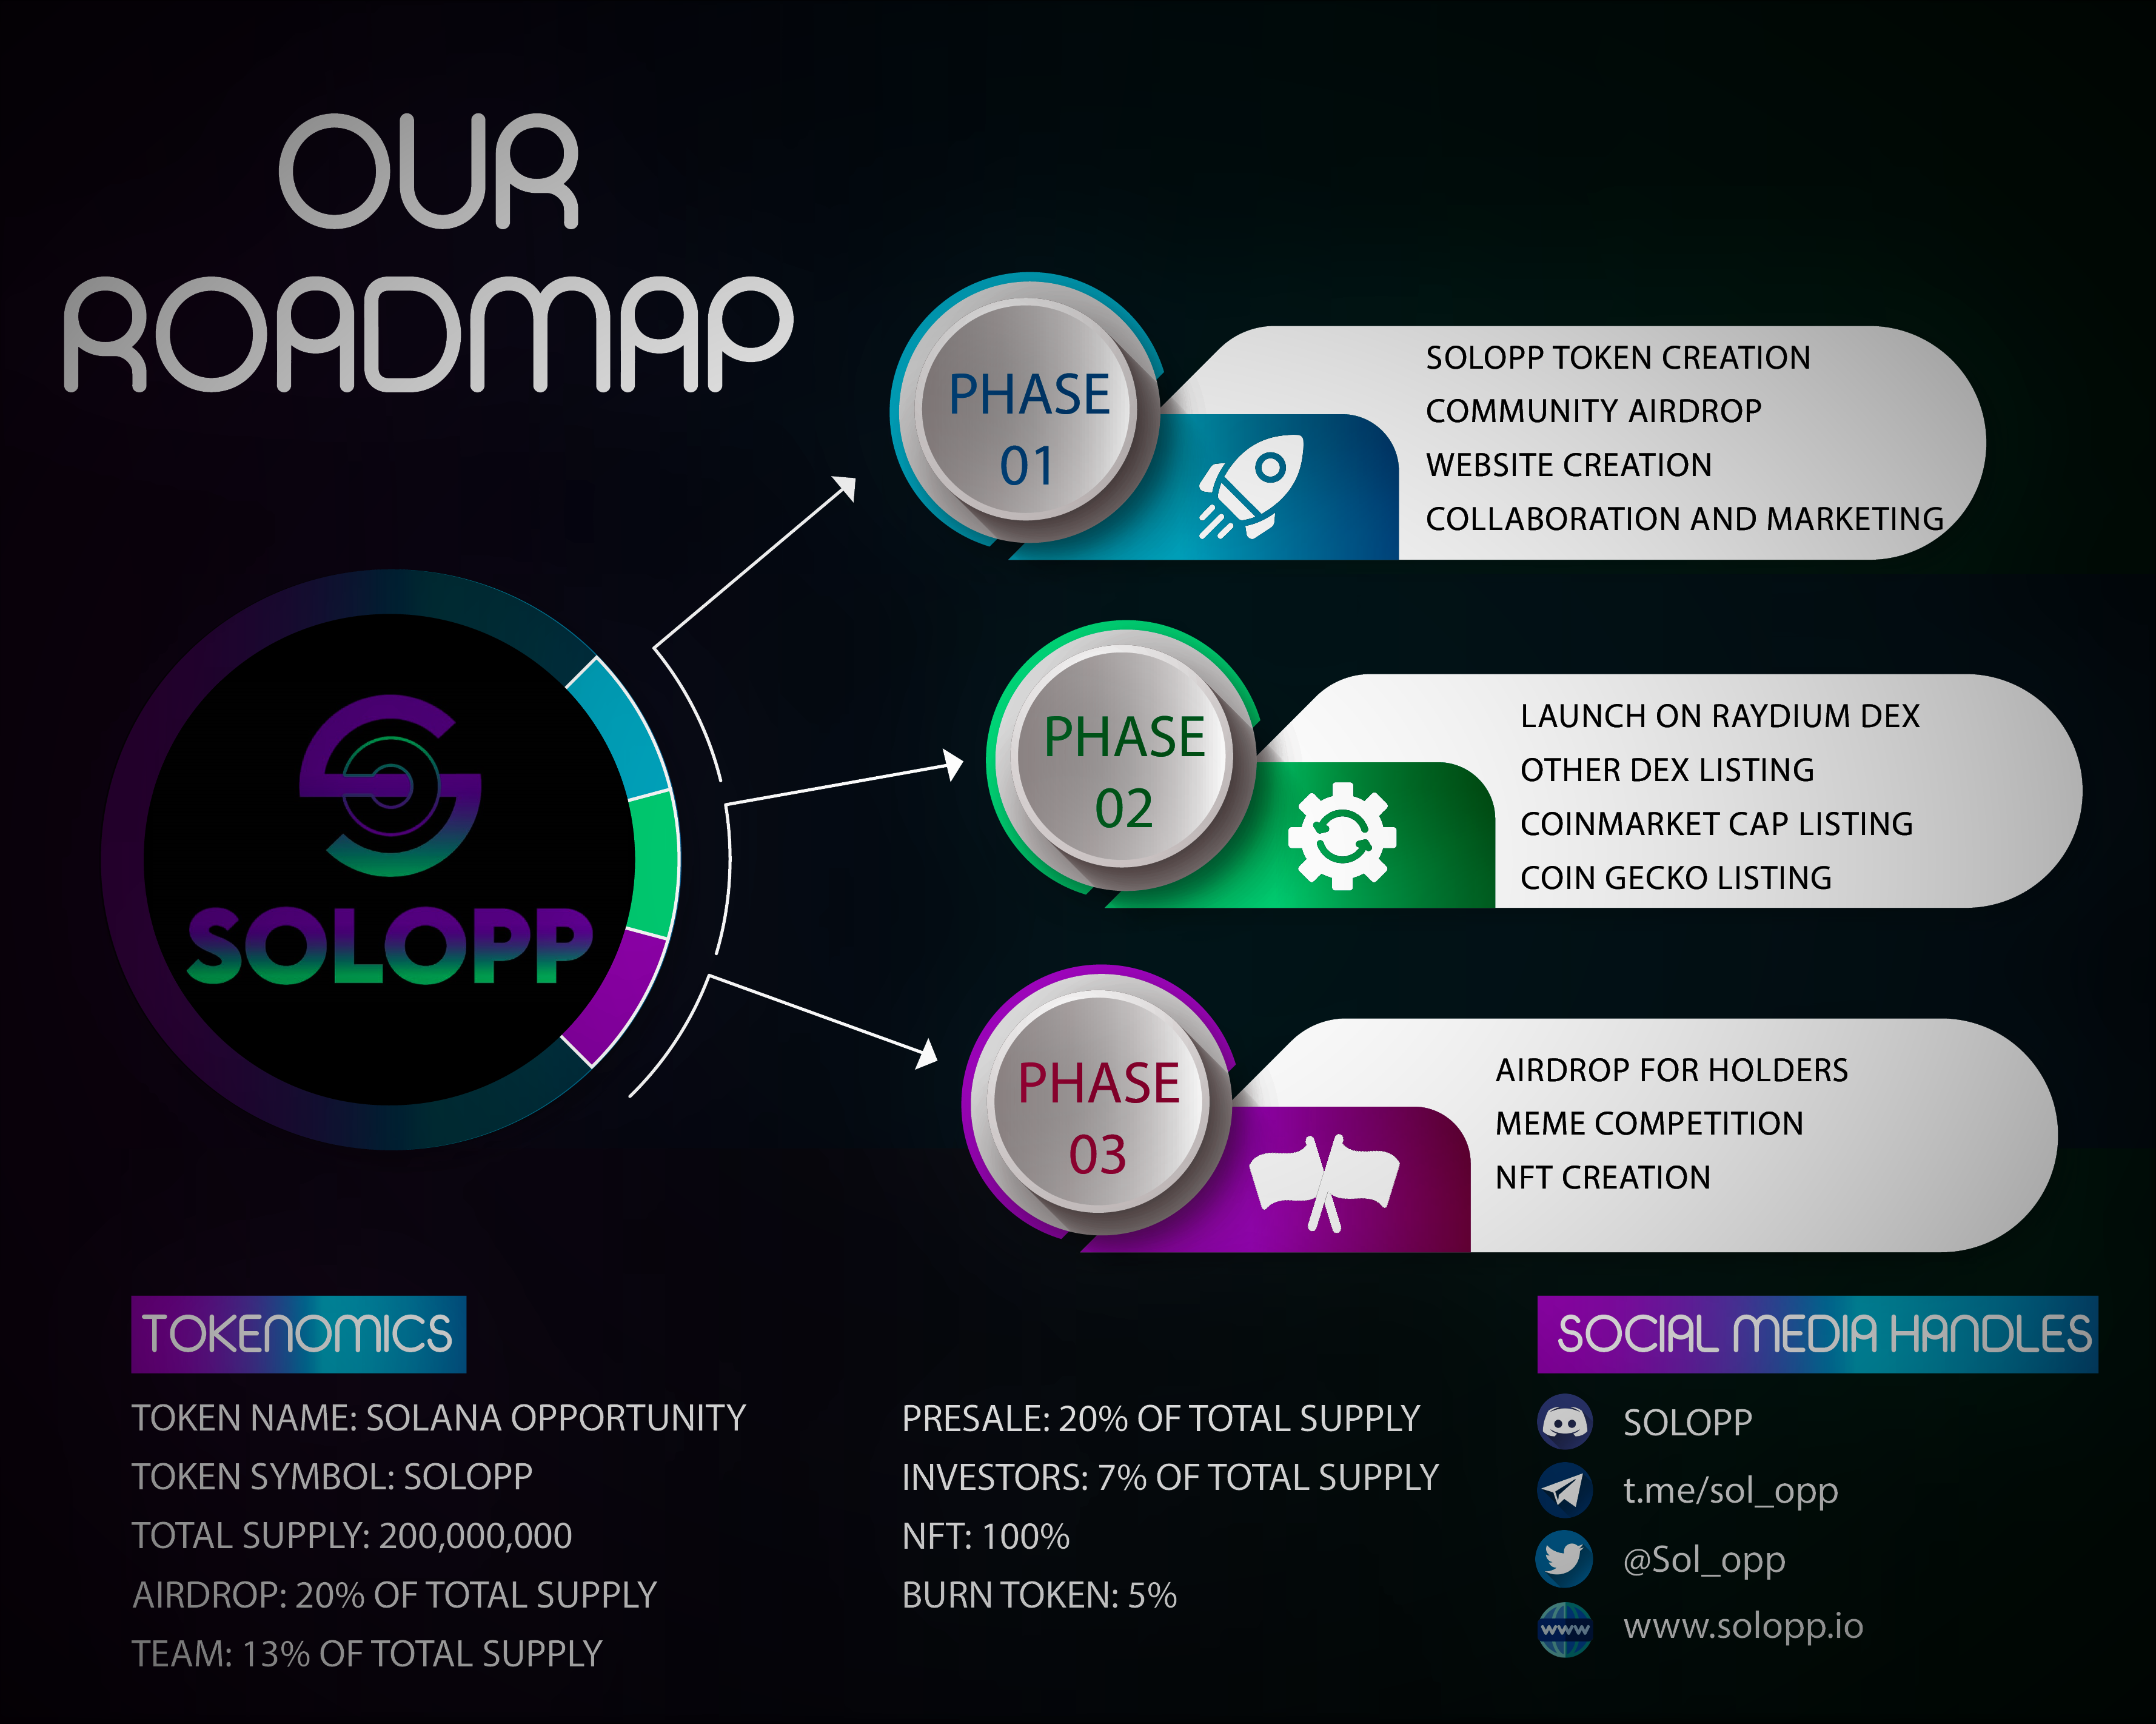 OUR
ROADMAP
PHASE
01
SOLOPP TOKEN CREATION
COMMUNITY AIRDROP
WEBSITE CREATION
COLLABORATION AND MARKETING
SOLOPP
PHASE
02
LAUNCH ON RAYDIUM DEX
OTHER DEX LISTING
COINMARKET CAP LISTING
COIN GECKO LISTING
PHASE
03
AIRDROP FOR HOLDERS
MEME COMPETITION
NFT CREATION
TOKENOMICS
TOKEN NAME: SOLANA OPPORTUNITY
TOKEN SYMBOL: SOLOPP
TOTAL SUPPLY: 200,000,000
AIRDROP: 20% OF TOTAL SUPPLY
TEAM: 13% OF TOTAL SUPPLY
PRESALE: 20% OF TOTAL SUPPLY
INVESTORS: 7% OF TOTAL SUPPLY
NFT: 100%
BURN TOKEN: 5%
SOCIAL MEDIA HANDLES
SOLOPP
t.me/sol_opp
@Sol_opp
www www.solopp.io